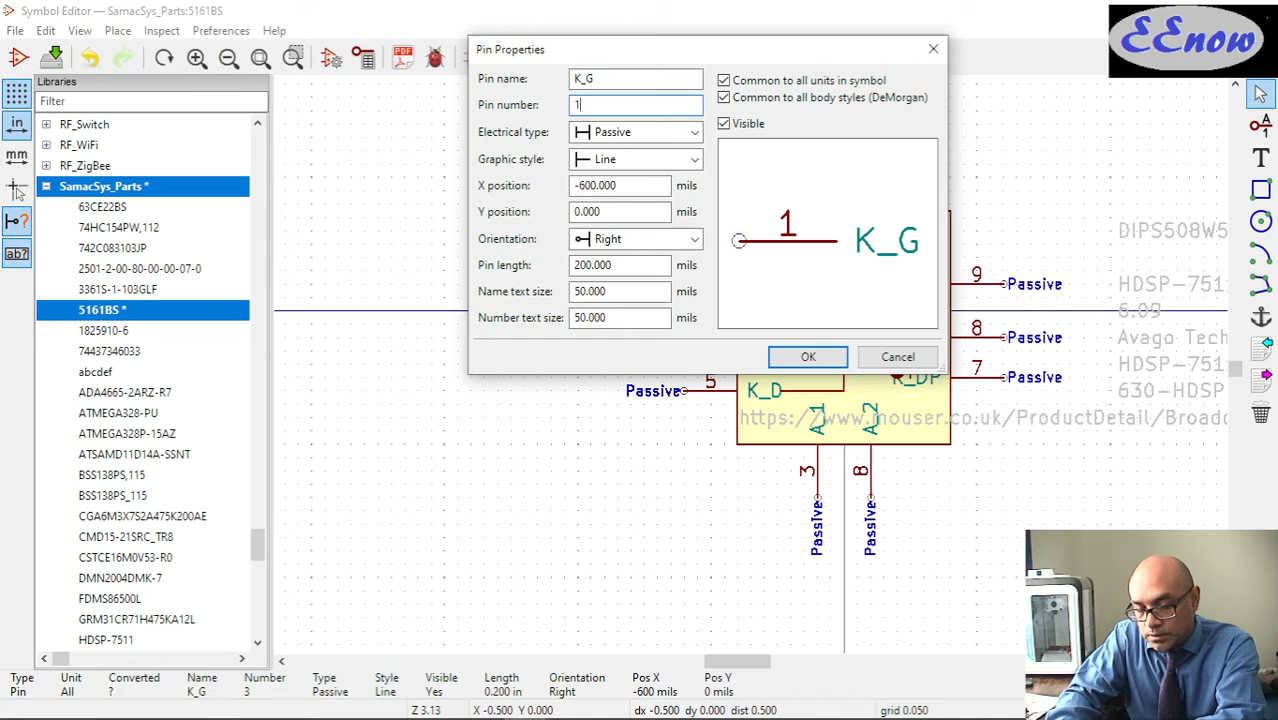 Symbol Editor — SamacSys_Parts:5161BS
File Edit View Place Inspect Preferences Help
EEnow
Libraries
Filter
RF_Switch
RF_WiFi
RF_ZigBee
SamacSys_Parts *
63CE22BS
74HC154PW,112
742C083103JP
2501-2-00-80-00-00-07-0
3361S-1-103GLF
5161BS *
1825910-6
74437346033
abcdef
ADA4665-2ARZ-R7
ATMEGA328-PU
ATMEGA328P-15AZ
ATSAMD11D14A-SSNT
BSS138PS,115
BSS138PS_115
CGA6M3X7S2A475K200AE
CMD15-21SRC_TR8
CSTCE16M0V53-R0
DMN2004DMK-7
FDMS86500L
GRM31CR71H475KA12L
HDSP-7511
in
mm
ab?
PDF
Pin Properties
Pin name: K_G
Pin number: 1
Electrical type: Passive
Graphic style: Line
X position: -600.000 mils
Y position: 0.000 mils
Orientation: Right
Pin length: 200.000 mils
Name text size: 50.000 mils
Number text size: 50.000 mils
Common to all units in symbol
Common to all body styles (DeMorgan)
Visible
1
K_G
OK Cancel
9 Passive
8 Passive
7 Passive
Passive 5 K_D
K_DP
A_1 A_2
3 8
Passive Passive
DIPS508W5
HDSP-751
6.09
Avago Tech
HDSP-751
630-HDSP
https://www.mouser.co.uk/ProductDetail/Broadc
Type Unit Converted Name Number Type Style Visible Length Orientation Pos X Pos Y
Pin All ? K_G 3 Passive Line Yes 0.200 in Right -600 mils 0 mils
Z 3.13 X -0.500 Y 0.000 dx -0.500 dy 0.000 dist 0.500 grid 0.050